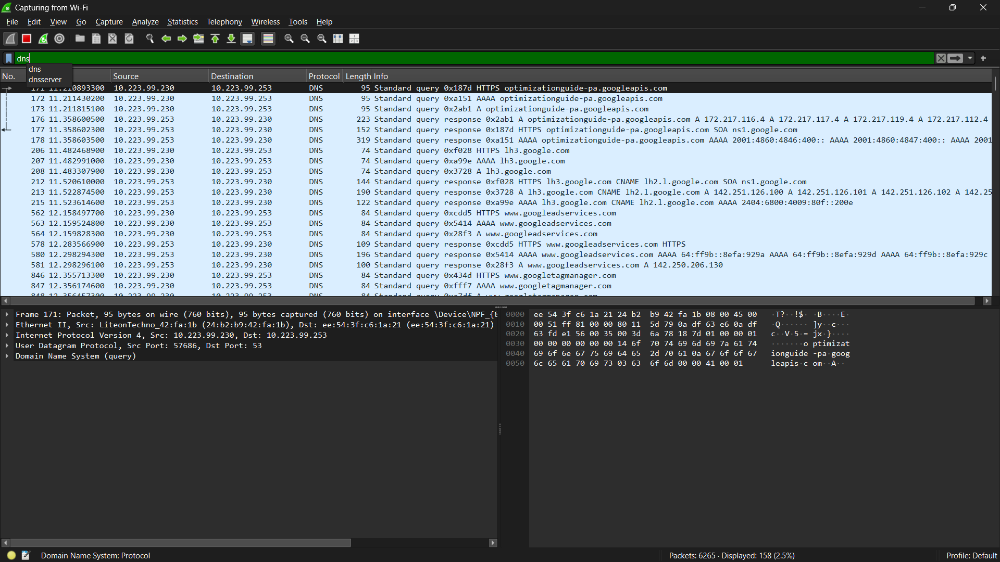 Capturing from Wi-Fi
File Edit View Go Capture Analyze Statistics Telephony Wireless Tools Help
dns
dns
dnsserver
No. Source Destination Protocol Length Info
10.223.99.230 10.223.99.253 DNS 95 Standard query 0x187d HTTPS optimizationguide-pa.googleapis.com
172 11.211430200 10.223.99.230 10.223.99.253 DNS 95 Standard query 0xa151 AAAA optimizationguide-pa.googleapis.com
173 11.211815100 10.223.99.230 10.223.99.253 DNS 95 Standard query 0x2ab1 A optimizationguide-pa.googleapis.com
176 11.358600500 10.223.99.253 10.223.99.230 DNS 223 Standard query response 0x2ab1 A optimizationguide-pa.googleapis.com A 172.217.116.4 A 172.217.117.4 A 172.217.119.4 A 172.217.112.4
177 11.358602300 10.223.99.253 10.223.99.230 DNS 152 Standard query response 0x187d HTTPS optimizationguide-pa.googleapis.com SOA ns1.google.com
178 11.358603500 10.223.99.253 10.223.99.230 DNS 319 Standard query response 0xa151 AAAA optimizationguide-pa.googleapis.com AAAA 2001:4860:4846:400:: AAAA 2001:4860:4847:400:: AAAA 2001
206 11.482468900 10.223.99.230 10.223.99.253 DNS 74 Standard query 0xf028 HTTPS lh3.google.com
207 11.482991000 10.223.99.230 10.223.99.253 DNS 74 Standard query 0xa99e AAAA lh3.google.com
208 11.483307900 10.223.99.230 10.223.99.253 DNS 74 Standard query 0x3728 A lh3.google.com
212 11.520610000 10.223.99.253 10.223.99.230 DNS 144 Standard query response 0xf028 HTTPS lh3.google.com CNAME lh2.l.google.com SOA ns1.google.com
213 11.522874500 10.223.99.253 10.223.99.230 DNS 190 Standard query response 0x3728 A lh3.google.com CNAME lh2.l.google.com A 142.251.126.100 A 142.251.126.101 A 142.251.126.102 A 142.25
215 11.523614600 10.223.99.253 10.223.99.230 DNS 122 Standard query response 0xa99e AAAA lh3.google.com CNAME lh2.l.google.com AAAA 2404:6800:4009:80f::200e
562 12.158497700 10.223.99.230 10.223.99.253 DNS 84 Standard query 0xcdd5 HTTPS www.googleadservices.com
563 12.159524800 10.223.99.230 10.223.99.253 DNS 84 Standard query 0x5414 AAAA www.googleadservices.com
564 12.159828300 10.223.99.230 10.223.99.253 DNS 84 Standard query 0x28f3 A www.googleadservices.com
578 12.283566900 10.223.99.253 10.223.99.230 DNS 109 Standard query response 0xcdd5 HTTPS www.googleadservices.com HTTPS
580 12.298294300 10.223.99.253 10.223.99.230 DNS 196 Standard query response 0x5414 AAAA www.googleadservices.com AAAA 64:ff9b::8efa:929a AAAA 64:ff9b::8efa:929d AAAA 64:ff9b::8efa:929c
581 12.298296100 10.223.99.253 10.223.99.230 DNS 100 Standard query response 0x28f3 A www.googleadservices.com A 142.250.206.130
846 12.355713300 10.223.99.230 10.223.99.253 DNS 84 Standard query 0x434d HTTPS www.googletagmanager.com
847 12.356174600 10.223.99.230 10.223.99.253 DNS 84 Standard query 0xfff7 AAAA www.googletagmanager.com
Frame 171: Packet, 95 bytes on wire (760 bits), 95 bytes captured (760 bits) on interface \Device\NPF_{8
Ethernet II, Src: LiteonTechno_42:fa:1b (24:b2:b9:42:fa:1b), Dst: ee:54:3f:c6:1a:21 (ee:54:3f:c6:1a:21)
Internet Protocol Version 4, Src: 10.223.99.230, Dst: 10.223.99.253
User Datagram Protocol, Src Port: 57686, Dst Port: 53
Domain Name System (query)
0000 ee 54 3f c6 1a 21 24 b2 b9 42 fa 1b 08 00 45 00 ·T?··!$· ·B····E·
0010 00 51 ff 81 00 00 80 11 5d 79 0a df 63 e6 0a df ·Q······ ]y··c···
0020 63 fd e1 56 00 35 00 3d 6a 78 18 7d 01 00 00 01 c··V·5·= jx·}····
0030 00 00 00 00 00 00 14 6f 70 74 69 6d 69 7a 61 74 ·······o ptimizat
0040 69 6f 6e 67 75 69 64 65 2d 70 61 0a 67 6f 6f 67 ionguide -pa·goog
0050 6c 65 61 70 69 73 03 63 6f 6d 00 00 41 00 01 leapis·c om··A··
Domain Name System: Protocol
Packets: 6265 · Displayed: 158 (2.5%)
Profile: Default